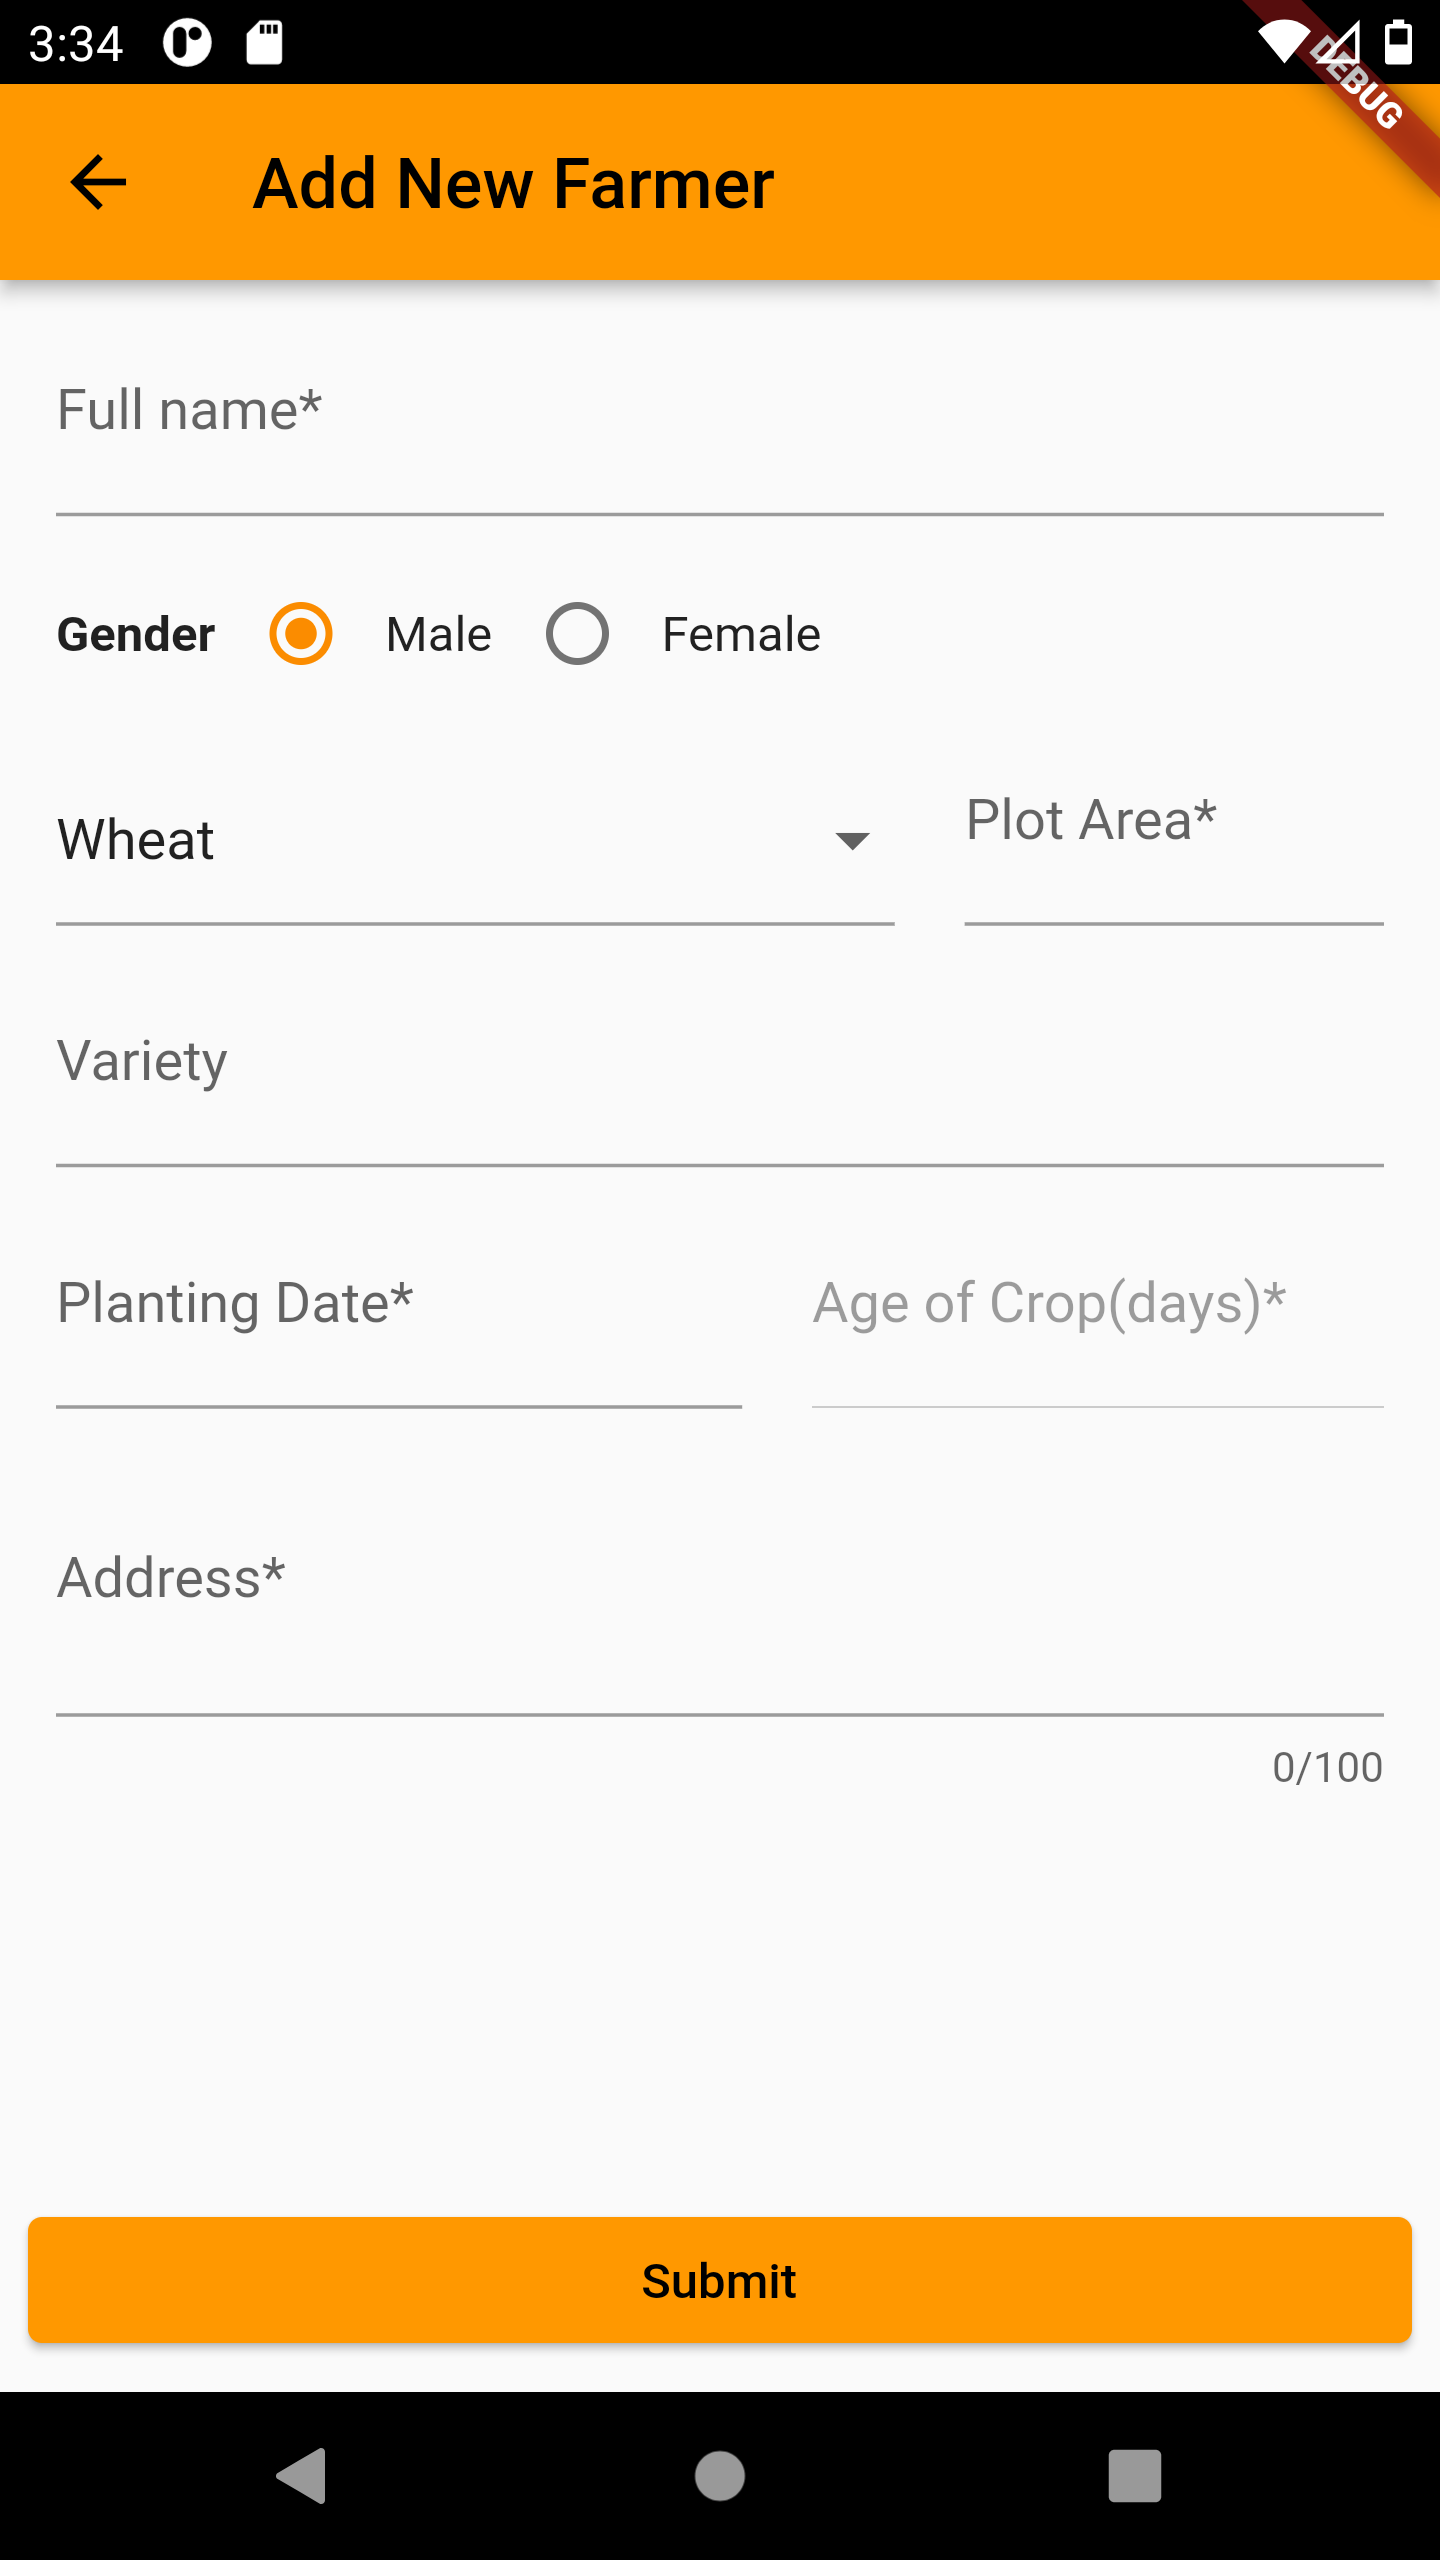 3:34
DEBUG
Add New Farmer
Full name*
Gender Male Female
Wheat Plot Area*
Variety
Planting Date* Age of Crop(days)*
Address*
0/100
Submit